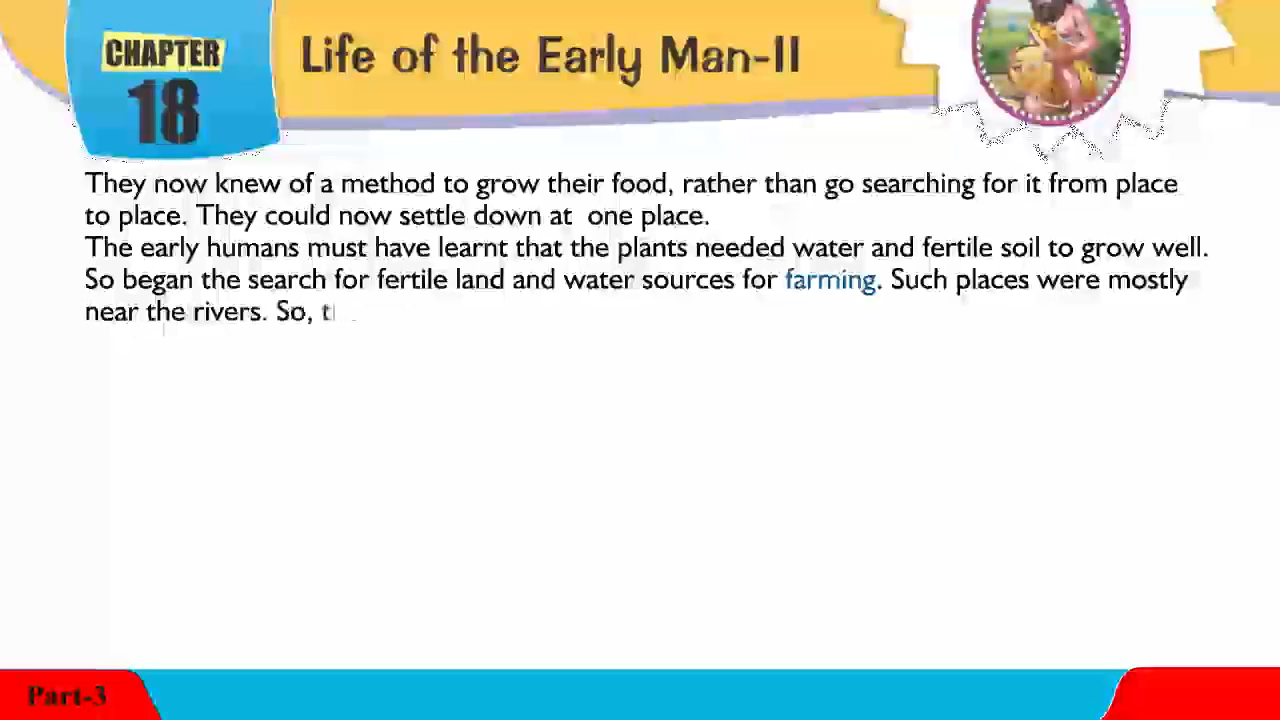 CHAPTER
18
Life of the Early Man-II
They now knew of a method to grow their food, rather than go searching for it from place
to place. They could now settle down at one place.
The early humans must have learnt that the plants needed water and fertile soil to grow well.
So began the search for fertile land and water sources for farming. Such places were mostly
near the rivers. So, t
Part-3